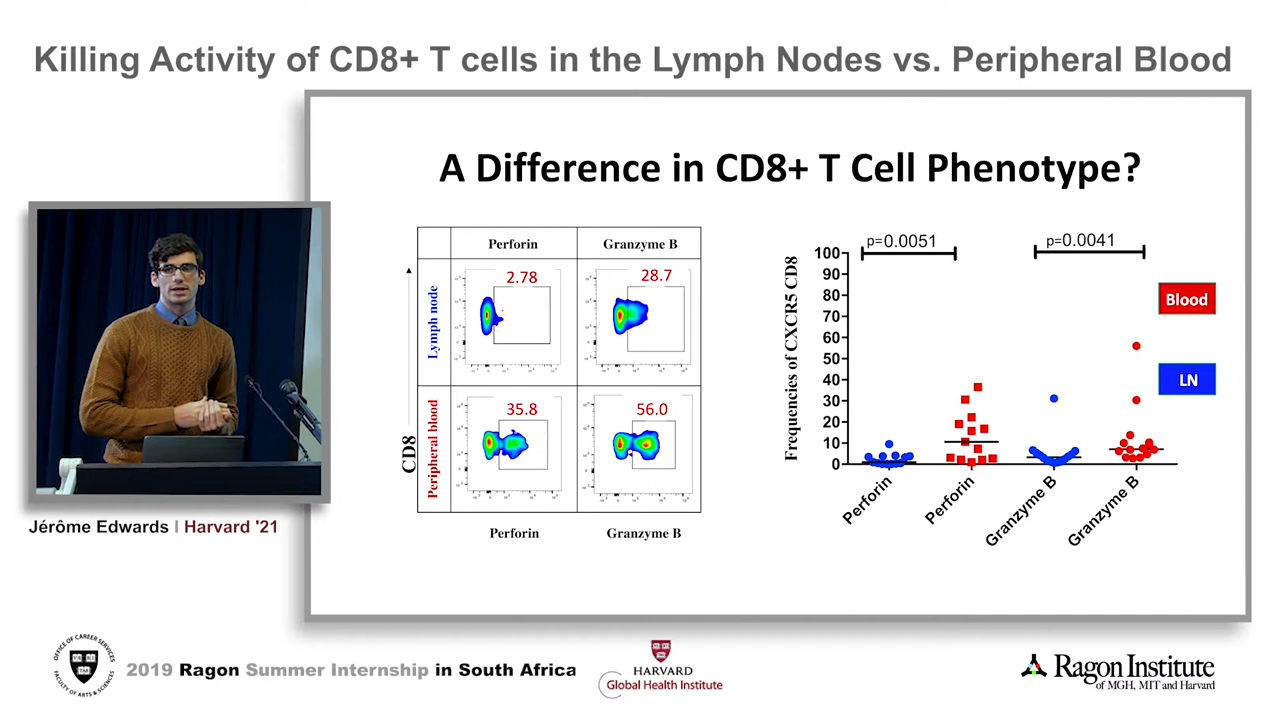 Killing Activity of CD8+ T cells in the Lymph Nodes vs. Peripheral Blood
A Difference in CD8+ T Cell Phenotype?
Perforin
Granzyme B
Lymph node
2.78
28.7
Peripheral blood
35.8
56.0
CD8
Perforin
Granzyme B
p=0.0051
p=0.0041
Frequencies of CXCR5 CD8
100
90
80
70
60
50
40
30
20
10
0
Perforin
Perforin
Granzyme B
Granzyme B
Blood
LN
Jérôme Edwards | Harvard '21
OFFICE OF CAREER SERVICES
FACULTY OF ARTS & SCIENCES
2019 Ragon Summer Internship in South Africa
HARVARD
Global Health Institute
Ragon Institute
of MGH, MIT and Harvard